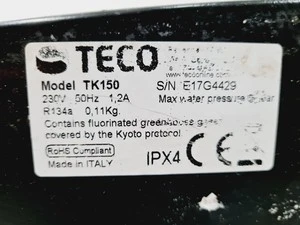 TECO
www.tecoonline.com
Model TK150 S/N E17G4429
230V 50Hz 1,2A Max water pressure bar
R134a 0,11Kg.
Contains fluorinated greenhouse
covered by the Kyoto protocol
RoHS Compliant
Made in ITALY IPX4 CE